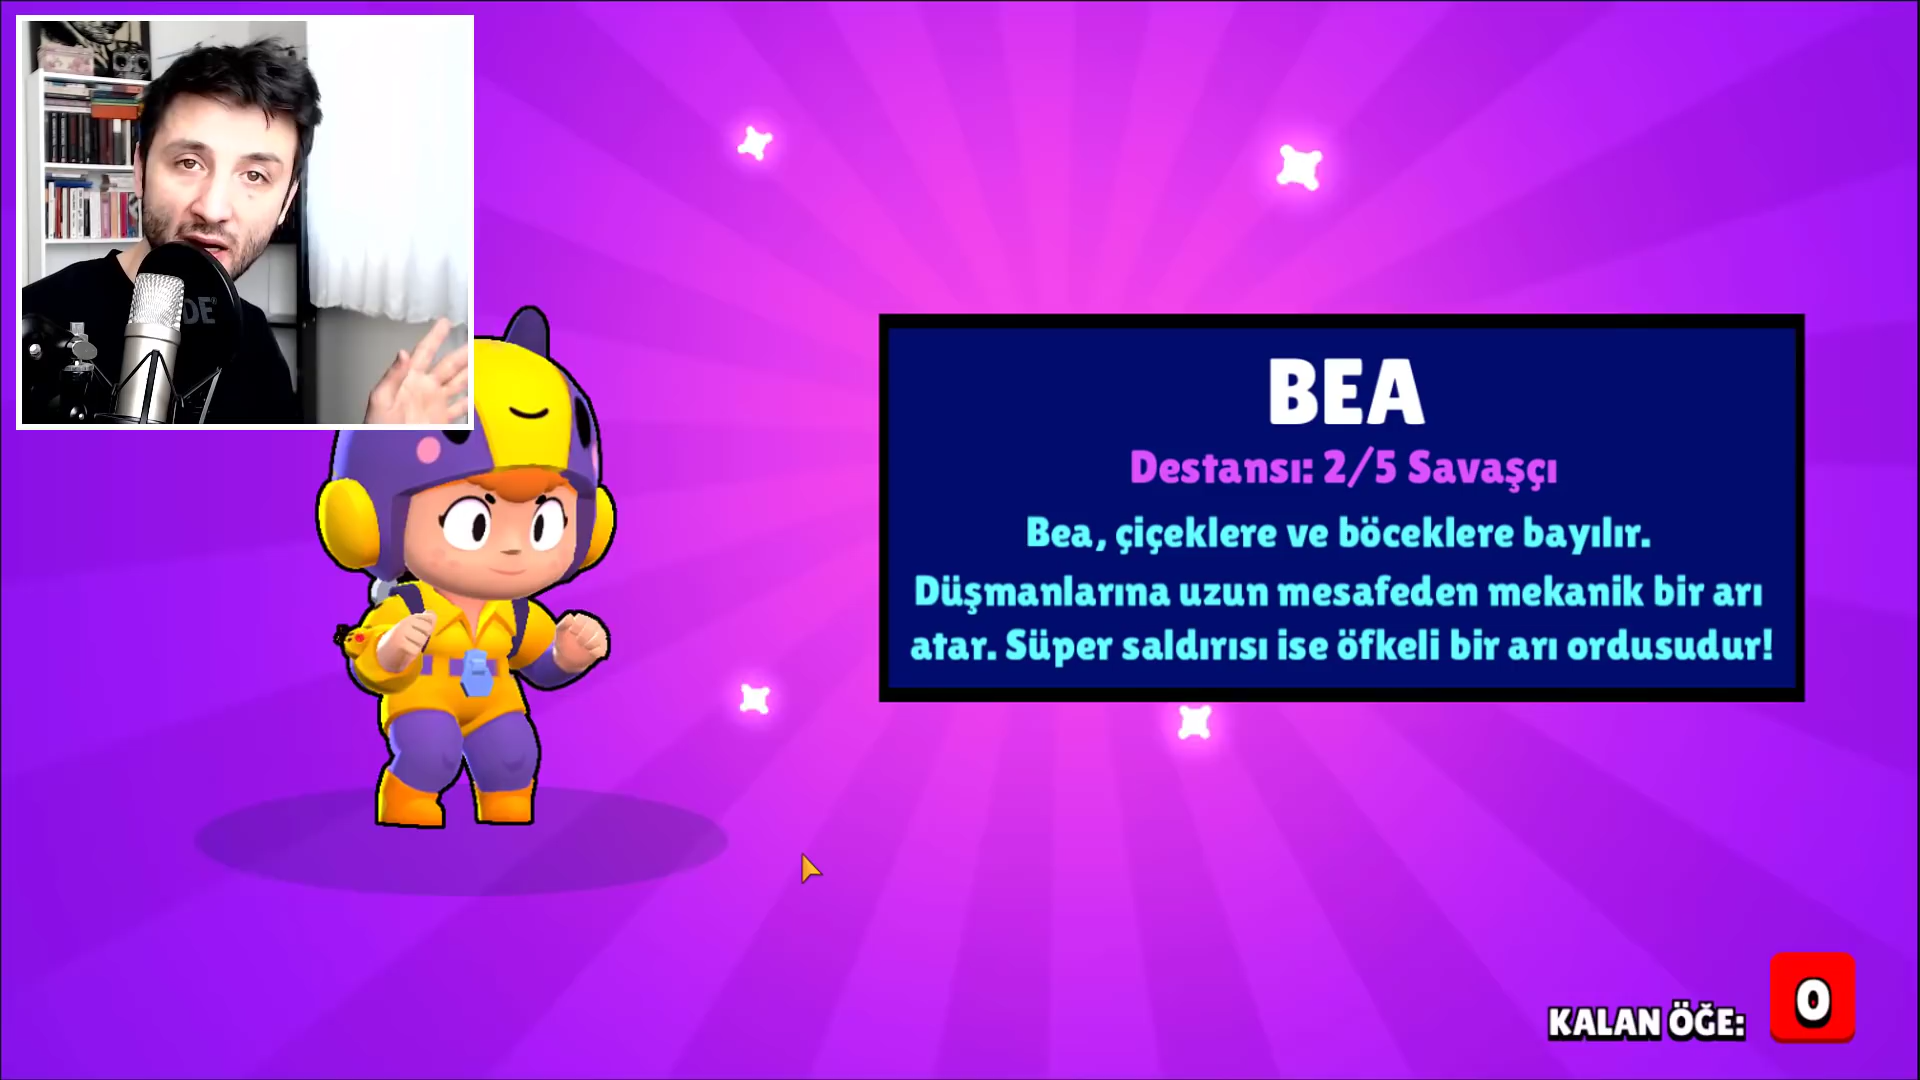 DE
BEA
Destansı: 2/5 Savaşçı
Bea, çiçeklere ve böceklere bayılır.
Düşmanlarına uzun mesafeden mekanik bir arı
atar. Süper saldırısı ise öfkeli bir arı ordusudur!
KALAN ÖĞE: 0